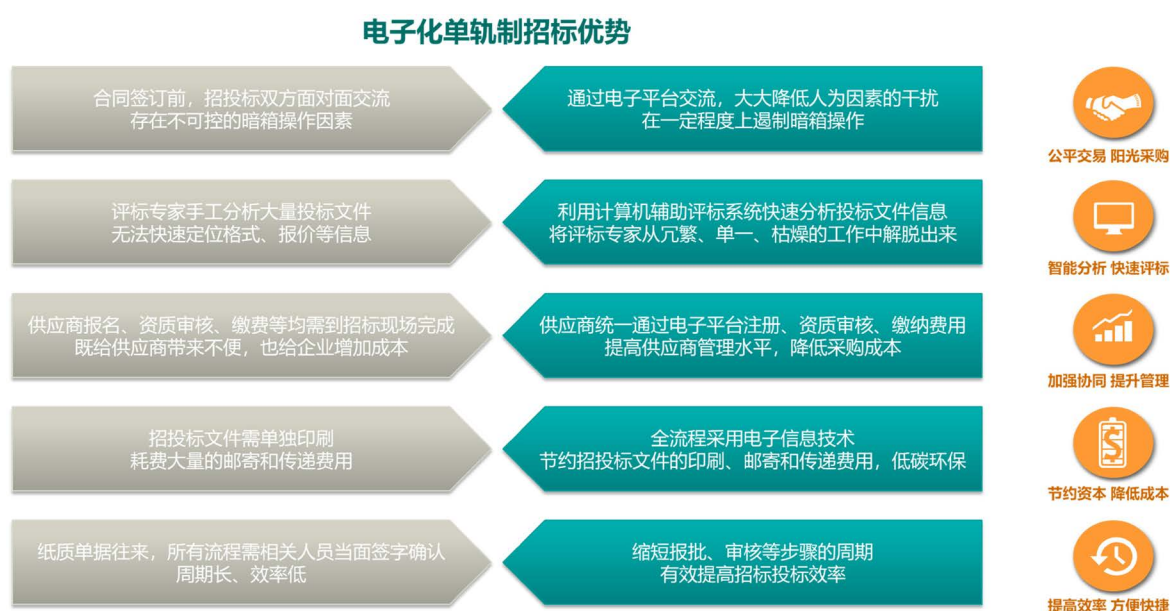 电子化单轨制招标优势
合同签订前，招投标双方面对面交流
存在不可控的暗箱操作因素
通过电子平台交流，大大降低人为因素的干扰
在一定程度上遏制暗箱操作
公平交易 阳光采购
评标专家手工分析大量投标文件
无法快速定位格式、报价等信息
利用计算机辅助评标系统快速分析投标文件信息
将评标专家从冗繁、单一、枯燥的工作中解脱出来
智能分析 快速评标
供应商报名、资质审核、缴费等均需到招标现场完成
既给供应商带来不便，也给企业增加成本
供应商统一通过电子平台注册、资质审核、缴纳费用
提高供应商管理水平，降低采购成本
加强协同 提升管理
招投标文件需单独印刷
耗费大量的邮寄和传递费用
全流程采用电子信息技术
节约招投标文件的印刷、邮寄和传递费用，低碳环保
节约资本 降低成本
纸质单据往来，所有流程需相关人员当面签字确认
周期长、效率低
缩短报批、审核等步骤的周期
有效提高招标投标效率
提高效率 方便快捷